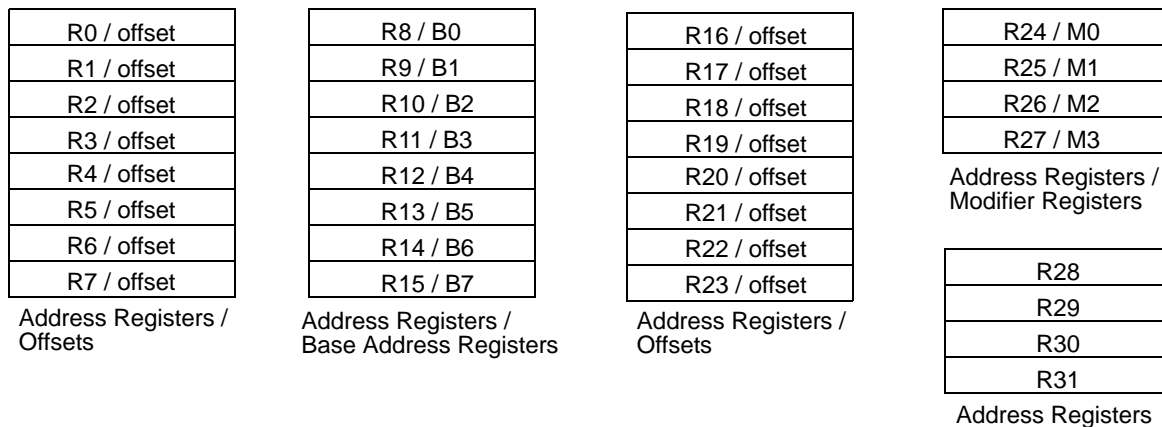 R0 / offset
R1 / offset
R2 / offset
R3 / offset
R4 / offset
R5 / offset
R6 / offset
R7 / offset
Address Registers /
Offsets
R8 / B0
R9 / B1
R10 / B2
R11 / B3
R12 / B4
R13 / B5
R14 / B6
R15 / B7
Address Registers /
Base Address Registers
R16 / offset
R17 / offset
R18 / offset
R19 / offset
R20 / offset
R21 / offset
R22 / offset
R23 / offset
Address Registers /
Offsets
R24 / M0
R25 / M1
R26 / M2
R27 / M3
Address Registers /
Modifier Registers
R28
R29
R30
R31
Address Registers